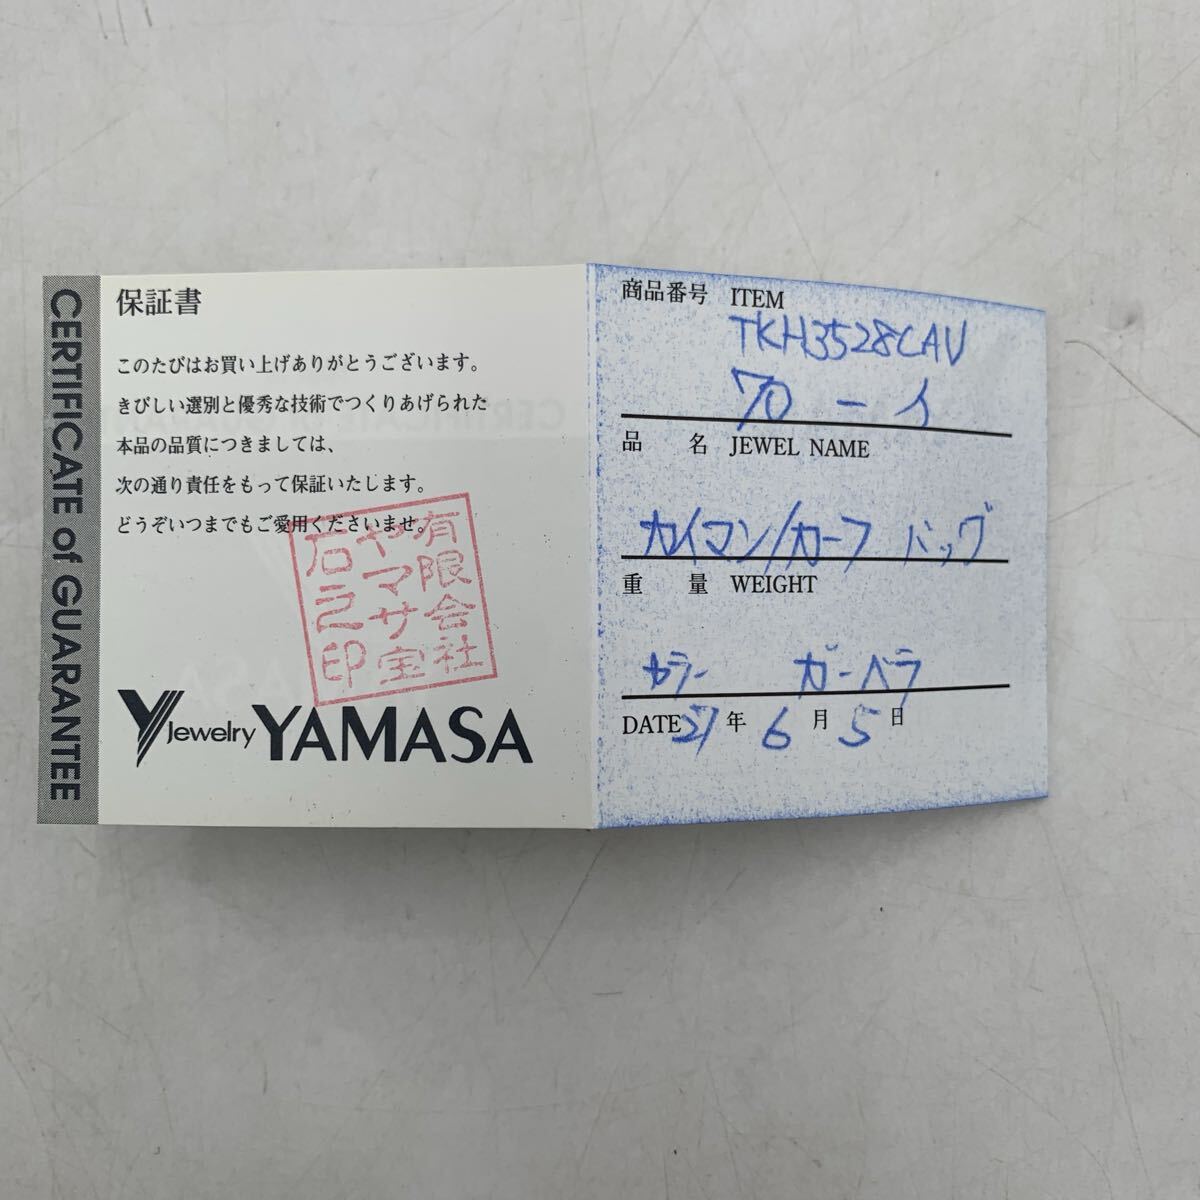 CERTIFICATE of GUARANTEE
保証書
このたびはお買い上げありがとうございます。
きびしい選別と優秀な技術でつくりあげられた
本品の品質につきましては、
次の通り責任をもって保証いたします。
どうぞいつまでもご愛用くださいませ。
有限会社
ヤマサ宝
石之印
Jewelry YAMASA
商品番号 ITEM
TKH3528CAV
70-イ
品 名 JEWEL NAME
カイマン/カーフ バッグ
重 量 WEIGHT
カラー ガーベラ
DATE 27年 6月 5日